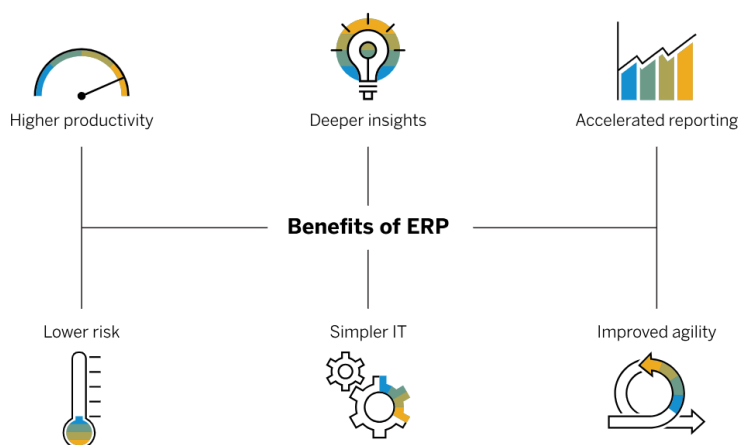 Higher productivity
Deeper insights
Accelerated reporting
Benefits of ERP
Lower risk
Simpler IT
Improved agility